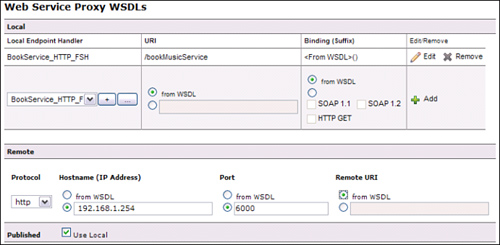 Web Service Proxy WSDLs
Local
Local Endpoint Handler URI Binding (Suffix) Edit/Remove
BookService_HTTP_FSH /bookMusicService <From WSDL>() Edit Remove
BookService_HTTP_F + ... from WSDL from WSDL
SOAP 1.1 SOAP 1.2
HTTP GET
Add
Remote
Protocol Hostname (IP Address) Port Remote URI
http from WSDL from WSDL from WSDL
192.168.1.254 6000
Published Use Local